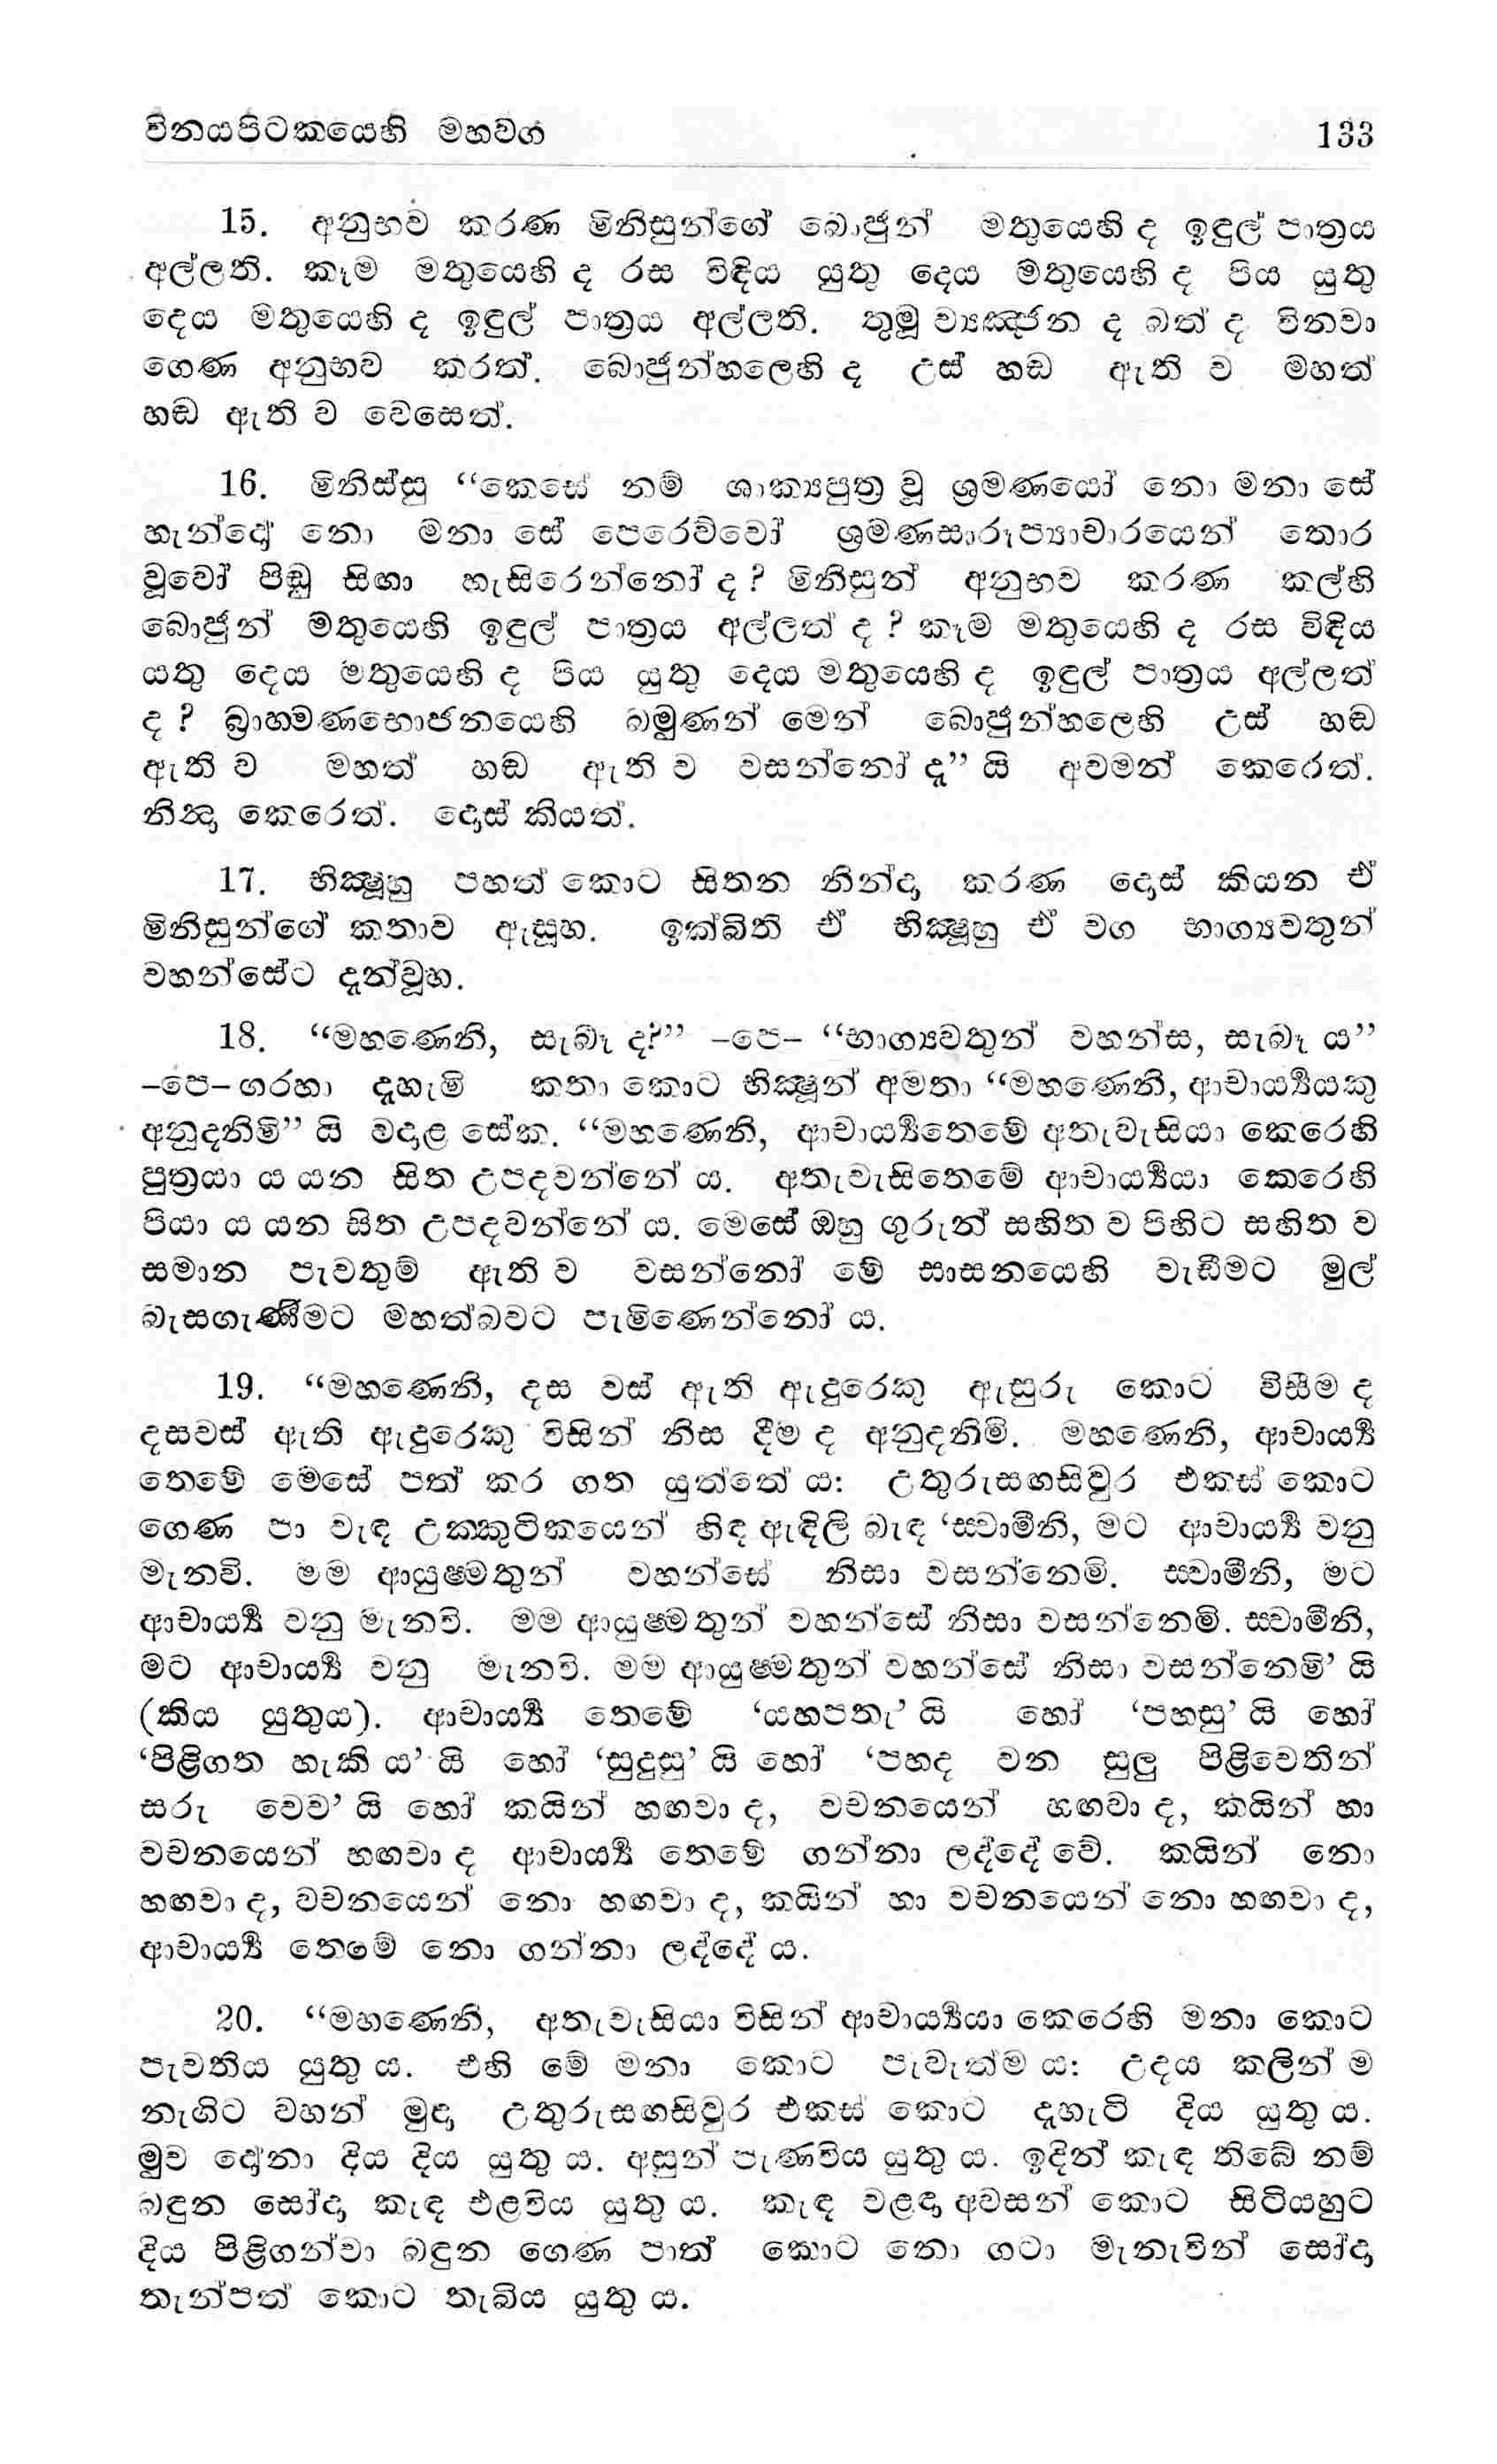 විනයපිටකයෙහි මහවග 133
15. අනුභව කරණ මිනිසුන්ගේ බොජුන් මතුයෙහි ද ඉඳුල් පාත්‍රය
අල්ලති. කෑම මතුයෙහි ද රස විඳිය යුතු දෙය මතුයෙහි ද පිය යුතු
දෙය මතුයෙහි ද ඉඳුල් පාත්‍රය අල්ලති. තුමූ ව්‍යඤ්ජන ද බත් ද විනවා
ගෙණ අනුභව කරත්. බොජුන්හලෙහි ද උස් හඬ ඇති ව මහත්
හඬ ඇති ව වෙසෙත්.
16. මිනිස්සු “කෙසේ නම් ශාක්‍යපුත්‍ර වූ ශ්‍රමණයෝ නො මනා සේ
හැන්දෝ නො මනා සේ පෙරෙව්වෝ ශ්‍රමණසාරූප්‍යාචාරයෙන් තොර
වූවෝ පිඬු සිඟා හැසිරෙන්නෝ ද? මිනිසුන් අනුභව කරණ කල්හි
බොජුන් මතුයෙහි ඉඳුල් පාත්‍රය අල්ලත් ද? කෑම මතුයෙහි ද රස විඳිය
යතු දෙය මතුයෙහි ද පිය යුතු දෙය මතුයෙහි ද ඉඳුල් පාත්‍රය අල්ලත්
ද? බ්‍රාහ්මණභොජනයෙහි බමුණන් මෙන් බොජුන්හලෙහි උස් හඬ
ඇති ව මහත් හඬ ඇති ව වසන්නෝ දැ” යි අවමන් කෙරෙත්.
නින්‍දා කෙරෙත්. දොස් කියත්.
17. භික්‍ෂූහු පහත් කොට සිතන නින්දා කරණ දොස් කියන ඒ
මිනිසුන්ගේ කතාව ඇසූහ. ඉක්බිති ඒ භික්‍ෂූහු ඒ වග භාග්‍යවතුන්
වහන්සේට දැන්වූහ.
18. “මහණෙනි, සැබෑ ද?” –පෙ– “භාග්‍යවතුන් වහන්ස, සැබෑ ය”
–පෙ– ගරහා දැහැමි කතා කොට භික්‍ෂූන් අමතා “මහණෙනි, ආචාර්‍ය්‍යයකු
අනුදනිමි” යි වදාළ සේක. “මහණෙනි, ආචාර්‍ය්‍යතෙමේ අතැවැසියා කෙරෙහි
පුත්‍රයා ය යන සිත උපදවන්නේ ය. අතැවැසිතෙමේ ආචාර්‍ය්‍යයා කෙරෙහි
පියා ය යන සිත උපදවන්නේ ය. මෙසේ ඔහු ගුරුන් සහිත ව පිහිට සහිත ව
සමාන පැවතුම් ඇති ව වසන්නෝ මේ සාසනයෙහි වැඞීමට මුල්
බැසගැණීමට මහත්බවට පැමිණෙන්නෝ ය.
19. “මහණෙනි, දස වස් ඇති ඇදුරෙකු ඇසුරු කොට විසීම ද
දසවස් ඇති ඇදුරෙකු විසින් නිස දීම ද අනුදනිමි. මහණෙනි, ආචාර්‍ය්‍ය
තෙමේ මෙසේ පත් කර ගත යුත්තේ ය: උතුරුසඟසිවුර එකස් කොට
ගෙණ පා වැඳ උක්කුටිකයෙන් හිඳ ඇඳිලි බැඳ ‘ස්වාමීනි, මට ආචාර්‍ය්‍ය වනු
මැනවි. මම ආයුෂ්මතුන් වහන්සේ නිසා වසන්නෙමි. ස්වාමීනි, මට
ආචාර්‍ය්‍ය වනු මැනවි. මම ආයුෂ්මතුන් වහන්සේ නිසා වසන්නෙමි. ස්වාමීනි,
මට ආචාර්‍ය්‍ය වනු මැනවි. මම ආයුෂ්මතුන් වහන්සේ නිසා වසන්නෙමි’ යි
(කිය යුතුය). ආචාර්‍ය්‍ය තෙමේ ‘යහපතැ’ යි හෝ ‘පහසු’ යි හෝ
‘පිළිගත හැකි ය’ යි හෝ ‘සුදුසු’ යි හෝ ‘පහද වන සුලු පිළිවෙතින්
සරු වෙව’ යි හෝ කයින් හඟවා ද, වචනයෙන් හඟවා ද, කයින් හා
වචනයෙන් හඟවා ද ආචාර්‍ය්‍ය තෙමේ ගන්නා ලද්දේ වේ. කයින් නො
හඟවා ද, වචනයෙන් නො හඟවා ද, කයින් හා වචනයෙන් නො හඟවා ද,
ආචාර්‍ය්‍ය තෙමේ නො ගන්නා ලද්දේ ය.
20. “මහණෙනි, අතැවැසියා විසින් ආචාර්‍ය්‍යයා කෙරෙහි මනා කොට
පැවතිය යුතු ය. එහි මේ මනා කොට පැවැත්ම ය: උදය කලින් ම
නැගිට වහන් මුදා උතුරුසඟසිවුර එකස් කොට දැහැටි දිය යුතු ය.
මුව දෝනා දිය දිය යුතු ය. අසුන් පැණවිය යුතු ය. ඉදින් කැඳ තිබේ නම්
බඳුන සෝදා කැඳ එළවිය යුතු ය. කැඳ වළඳා අවසන් කොට සිටියහුට
දිය පිළිගන්වා බඳුන ගෙණ පාත් කොට නො ගටා මැනැවින් සෝදා
තැන්පත් කොට තැබිය යුතු ය.